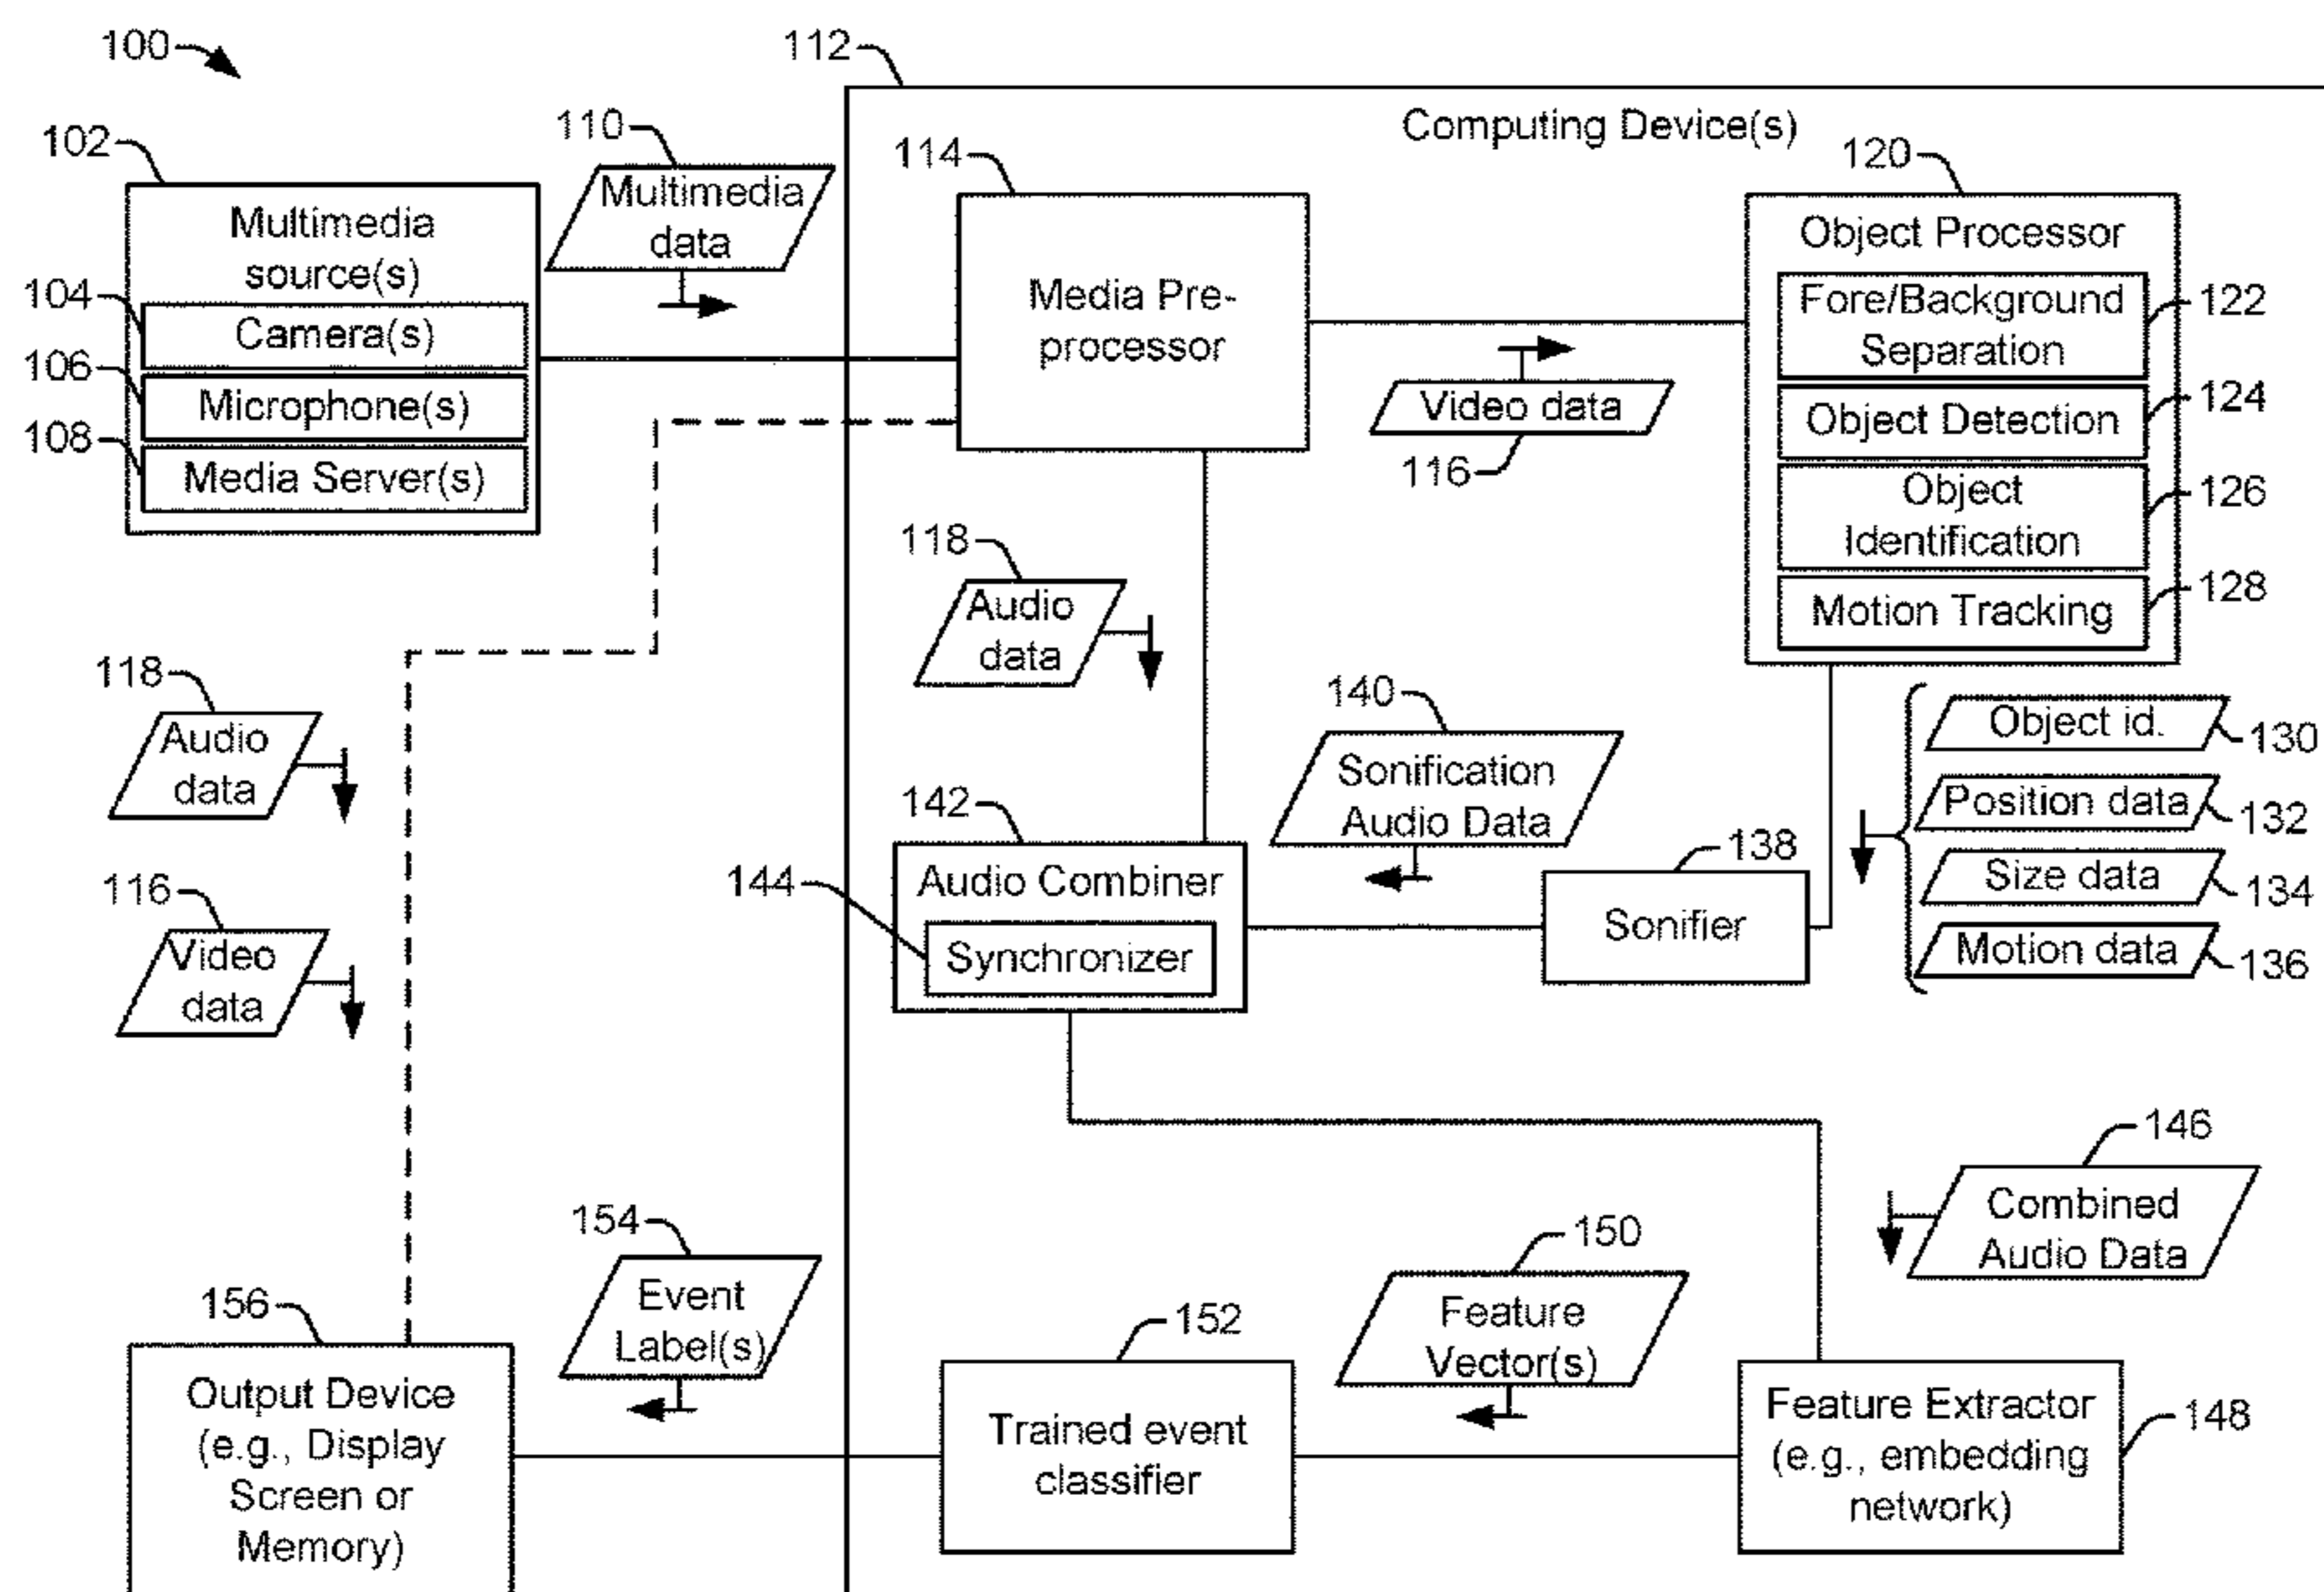 100
112
102
110
Computing Device(s)
114
120
Multimedia
source(s)
Multimedia
data
Object Processor
104
Camera(s)
Media Pre-
processor
Fore/Background
Separation
122
106
Microphone(s)
Video data
Object Detection
124
108
Media Server(s)
116
Object
Identification
126
118
Audio
data
Motion Tracking
128
118
Audio
data
140
Sonification
Audio Data
Object id.
130
142
Position data
132
144
Audio Combiner
138
Size data
134
116
Video
data
Synchronizer
Sonifier
Motion data
136
146
154
150
Combined
Audio Data
156
Event
Label(s)
152
Feature
Vector(s)
Output Device
(e.g., Display
Screen or
Memory)
Trained event
classifier
Feature Extractor
(e.g., embedding
network)
148